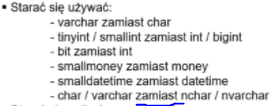 ▪ Starać się używać:
- varchar zamiast char
- tinyint / smallint zamiast int / bigint
- bit zamiast int
- smallmoney zamiast money
- smalldatetime zamiast datetime
- char / varchar zamiast nchar / nvarchar